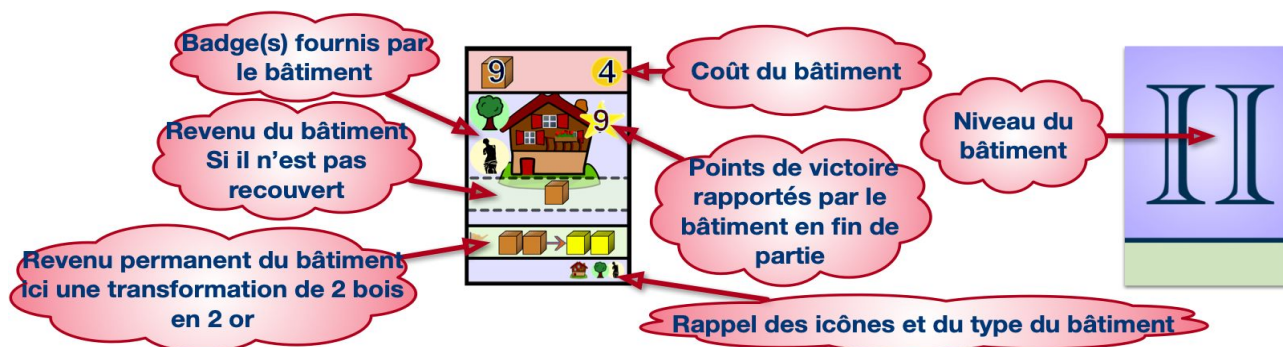 Badge(s) fournis par
le bâtiment
9
4
Coût du bâtiment
Revenu du bâtiment
Si il n'est pas
recouvert
9
Points de victoire
rapportés par le
bâtiment en fin de
partie
Niveau du
bâtiment
II
Revenu permanent du bâtiment
ici une transformation de 2 bois
en 2 or
Rappel des icônes et du type du bâtiment